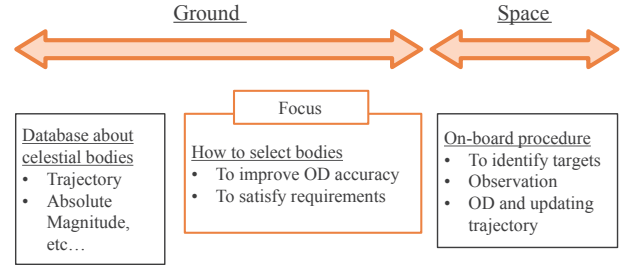 Ground
Space
Focus
Database about
celestial bodies
• Trajectory
• Absolute
Magnitude,
etc…
How to select bodies
• To improve OD accuracy
• To satisfy requirements
On-board procedure
• To identify targets
• Observation
• OD and updating
trajectory